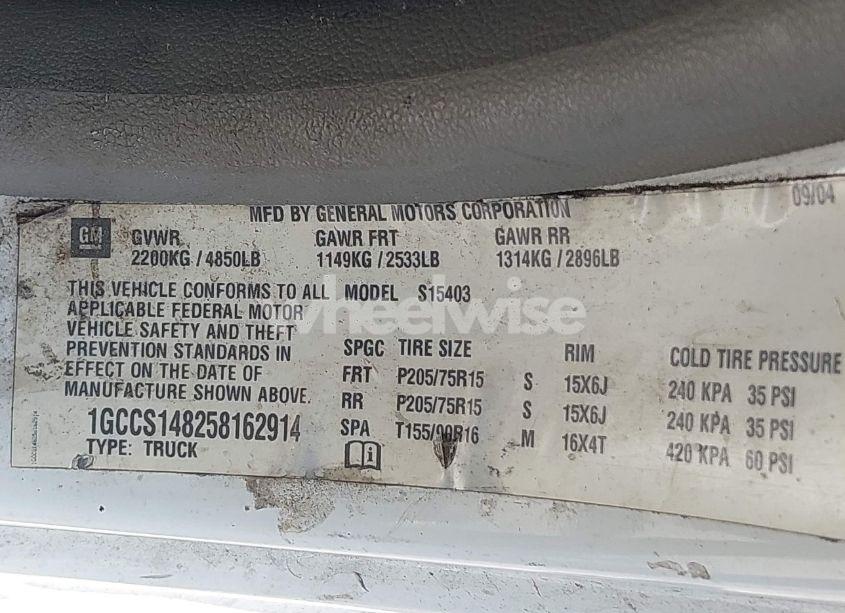 MFD BY GENERAL MOTORS CORPORATION 09/04
GM GVWR GAWR FRT GAWR RR
2200KG / 4850LB 1149KG / 2533LB 1314KG / 2896LB
THIS VEHICLE CONFORMS TO ALL MODEL S15403
APPLICABLE FEDERAL MOTOR
VEHICLE SAFETY AND THEFT
PREVENTION STANDARDS IN SPGC TIRE SIZE RIM COLD TIRE PRESSURE
EFFECT ON THE DATE OF FRT P205/75R15 S 15X6J 240 KPA 35 PSI
MANUFACTURE SHOWN ABOVE. RR P205/75R15 S 15X6J 240 KPA 35 PSI
1GCCS148258162914 SPA T155/90R16 M 16X4T 420 KPA 60 PSI
TYPE: TRUCK
1GCCS148258162914
wheelwise